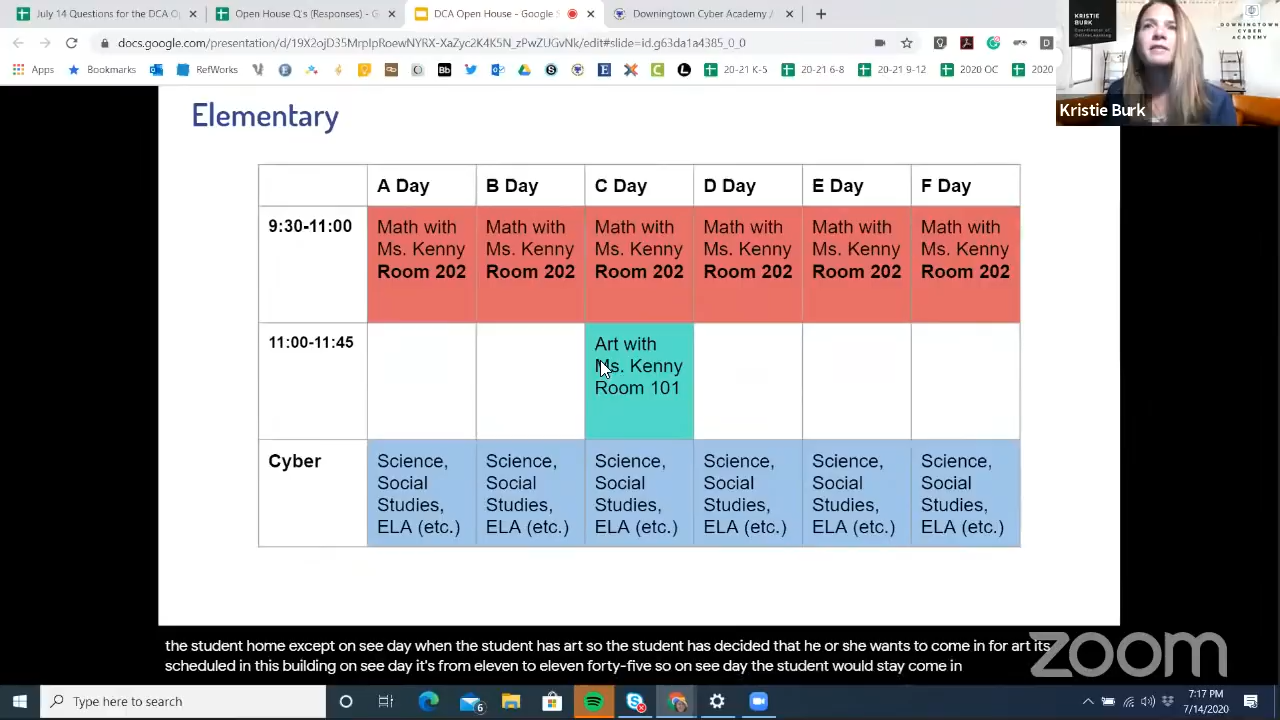 July 14 Questions for the DCA O
Open House Q's (Responses)
A Open
Downingtown
KRISTIE
BURK
DOWNINGTOWN
CYBER
ACADEMY
Kristie Burk
docs.google.com/presentation/d/
Apps
Bookmarks
RefWorks
Bb
20-21 K-5
20-21 6-8
20-21 9-12
2020 OC
2020
Elementary
A Day B Day C Day D Day E Day F Day
9:30-11:00 Math with Math with Math with Math with Math with Math with
Ms. Kenny Ms. Kenny Ms. Kenny Ms. Kenny Ms. Kenny Ms. Kenny
Room 202 Room 202 Room 202 Room 202 Room 202 Room 202
11:00-11:45 Art with
Ms. Kenny
Room 101
Cyber Science, Science, Science, Science, Science, Science,
Social Social Social Social Social Social
Studies, Studies, Studies, Studies, Studies, Studies,
ELA (etc.) ELA (etc.) ELA (etc.) ELA (etc.) ELA (etc.) ELA (etc.)
the student home except on see day when the student has art so the student has decided that he or she wants to come in for art its
scheduled in this building on see day it's from eleven to eleven forty-five so on see day the student would stay come in
zoom
Type here to search
7:17 PM
7/14/2020